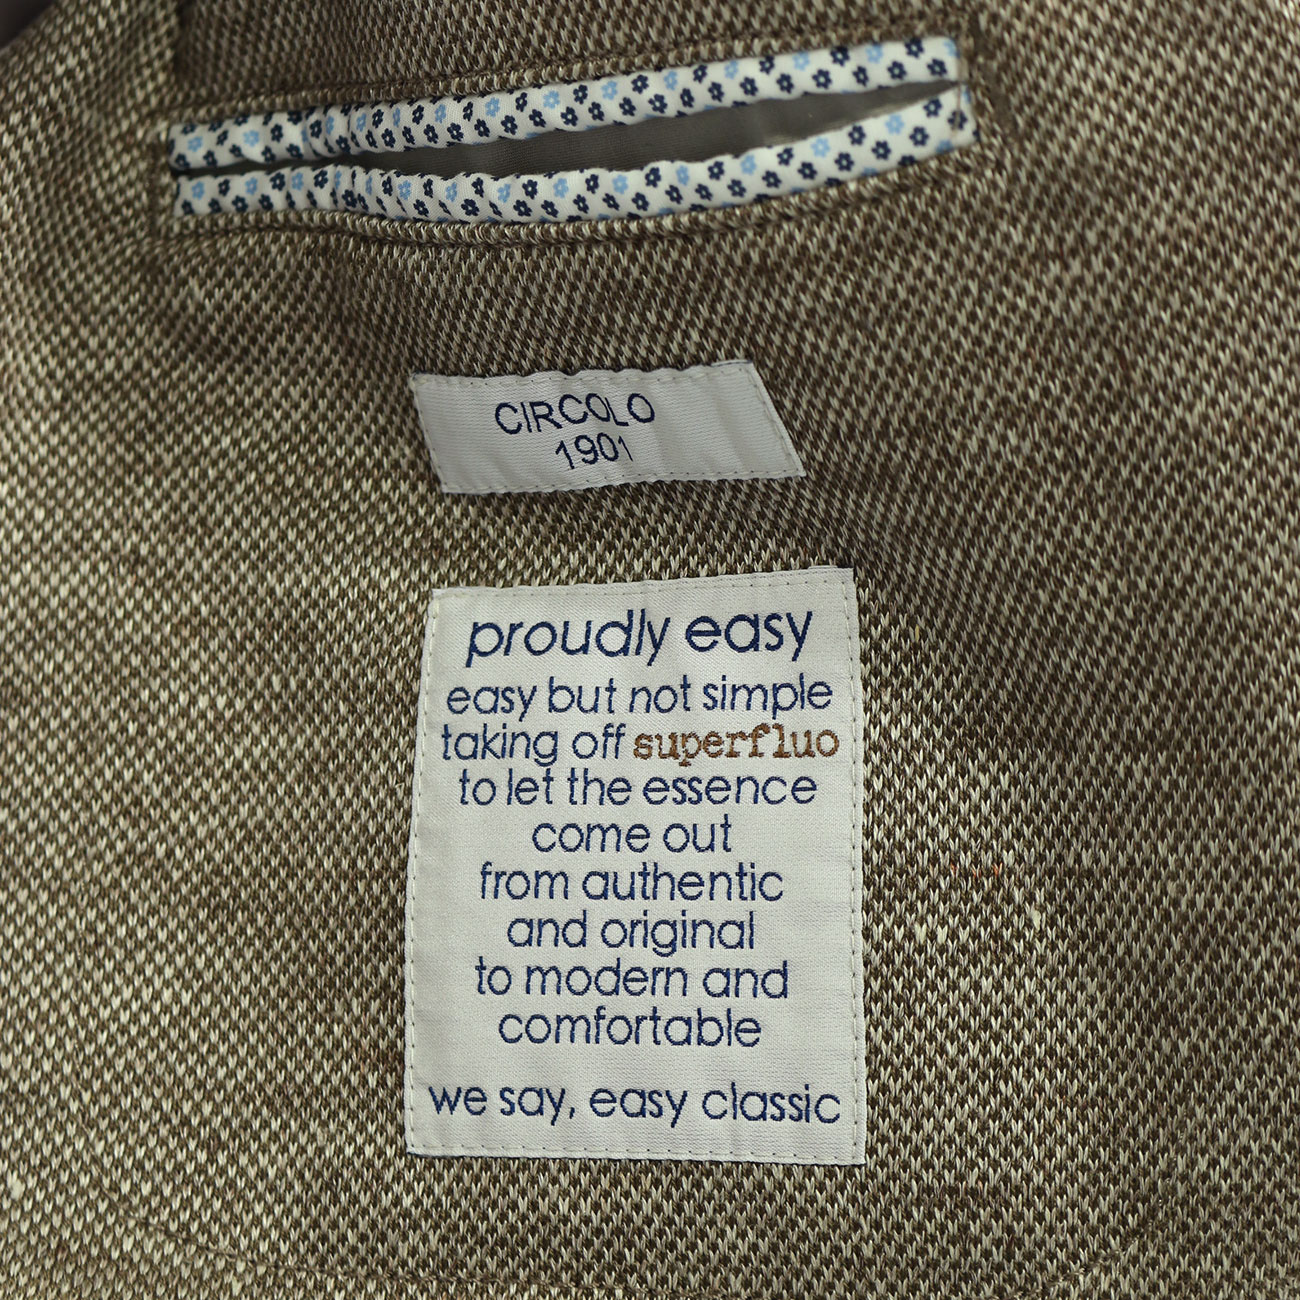 CIRCOLO
1901
proudly easy
easy but not simple
taking off superfluo
to let the essence
come out
from authentic
and original
to modern and
comfortable
we say, easy classic